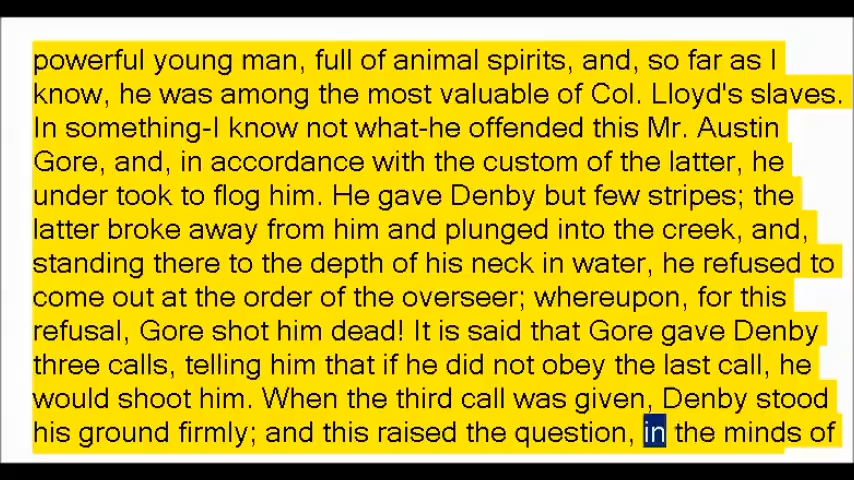 powerful young man, full of animal spirits, and, so far as I
know, he was among the most valuable of Col. Lloyd's slaves.
In something-I know not what-he offended this Mr. Austin
Gore, and, in accordance with the custom of the latter, he
under took to flog him. He gave Denby but few stripes; the
latter broke away from him and plunged into the creek, and,
standing there to the depth of his neck in water, he refused to
come out at the order of the overseer; whereupon, for this
refusal, Gore shot him dead! It is said that Gore gave Denby
three calls, telling him that if he did not obey the last call, he
would shoot him. When the third call was given, Denby stood
his ground firmly; and this raised the question, in the minds of